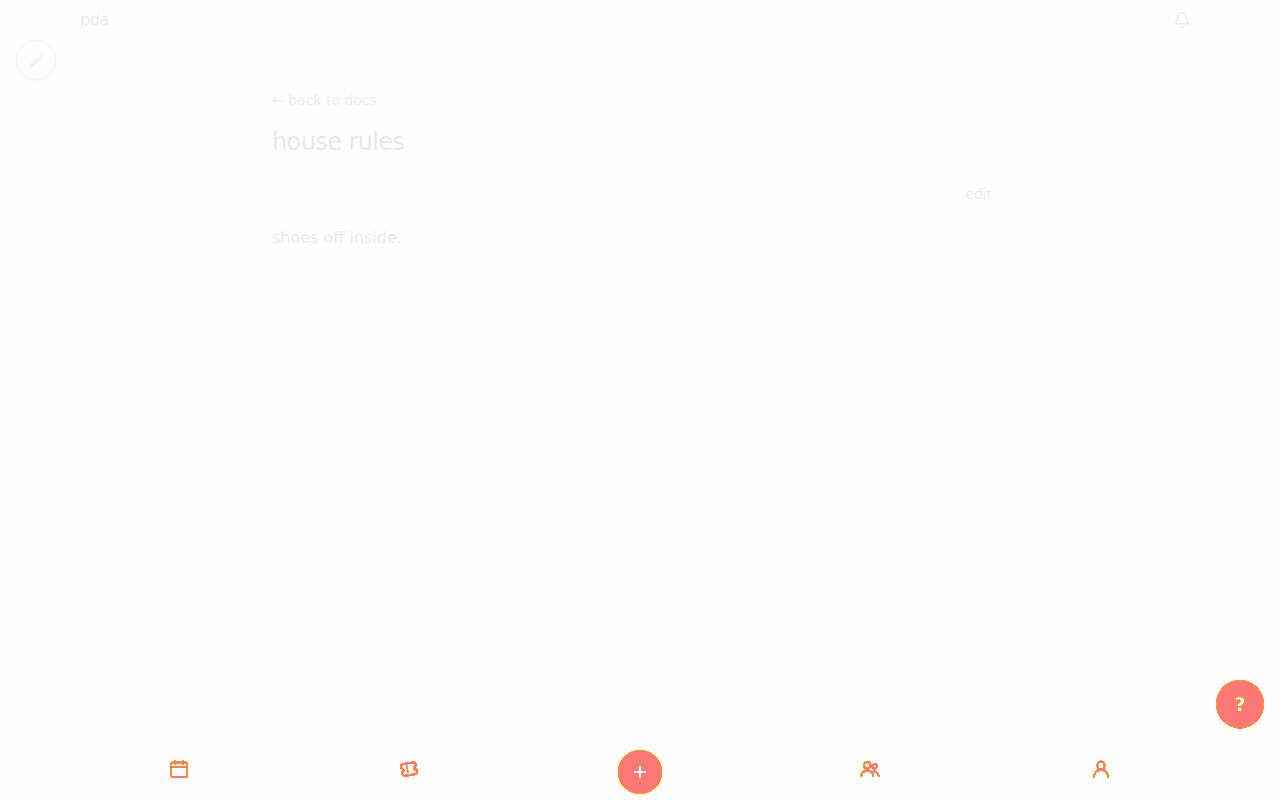 pda
← back to docs
house rules
edit
shoes off inside.
?
+